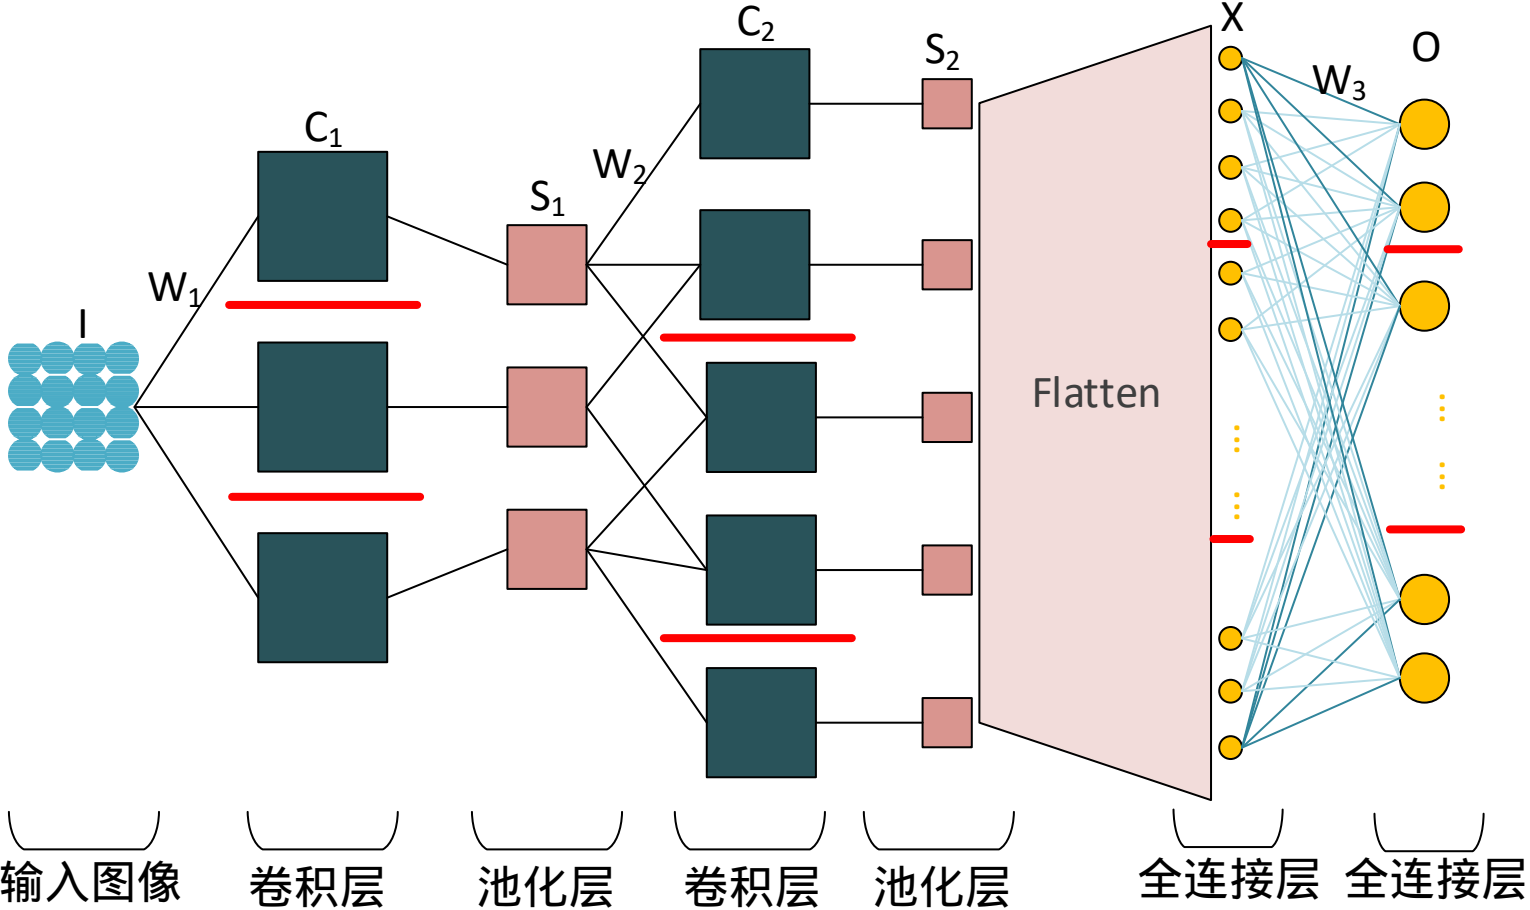 I
W₁
C₁
S₁
W₂
C₂
S₂
Flatten
X
W₃
O
输入图像
卷积层
池化层
卷积层
池化层
全连接层
全连接层